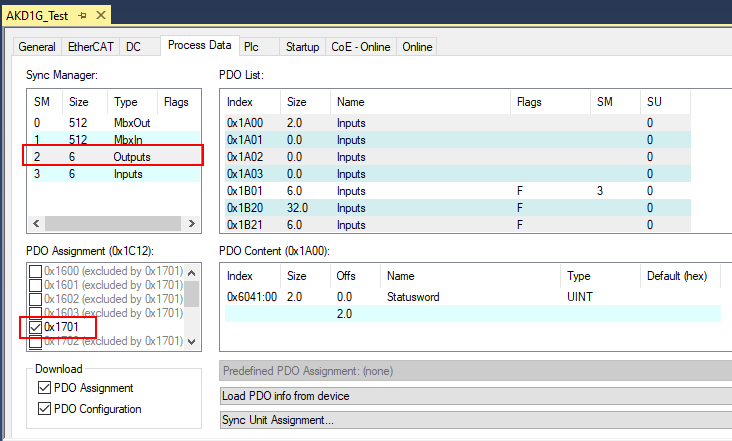 AKD1G_Test
General EtherCAT DC Process Data Plc Startup CoE - Online Online
Sync Manager:
SM Size Type Flags
0 512 MbxOut
1 512 MbxIn
2 6 Outputs
3 6 Inputs
PDO List:
Index Size Name Flags SM SU
0x1A00 2.0 Inputs 0
0x1A01 0.0 Inputs 0
0x1A02 0.0 Inputs 0
0x1A03 0.0 Inputs 0
0x1B01 6.0 Inputs F 3 0
0x1B20 32.0 Inputs F 0
0x1B21 6.0 Inputs F 0
PDO Assignment (0x1C12):
0x1600 (excluded by 0x1701)
0x1601 (excluded by 0x1701)
0x1602 (excluded by 0x1701)
0x1603 (excluded by 0x1701)
0x1701
0x1702 (excluded by 0x1701)
PDO Content (0x1A00):
Index Size Offs Name Type Default (hex)
0x6041:00 2.0 0.0 Statusword UINT
2.0
Download
PDO Assignment
PDO Configuration
Predefined PDO Assignment: (none)
Load PDO info from device
Sync Unit Assignment...